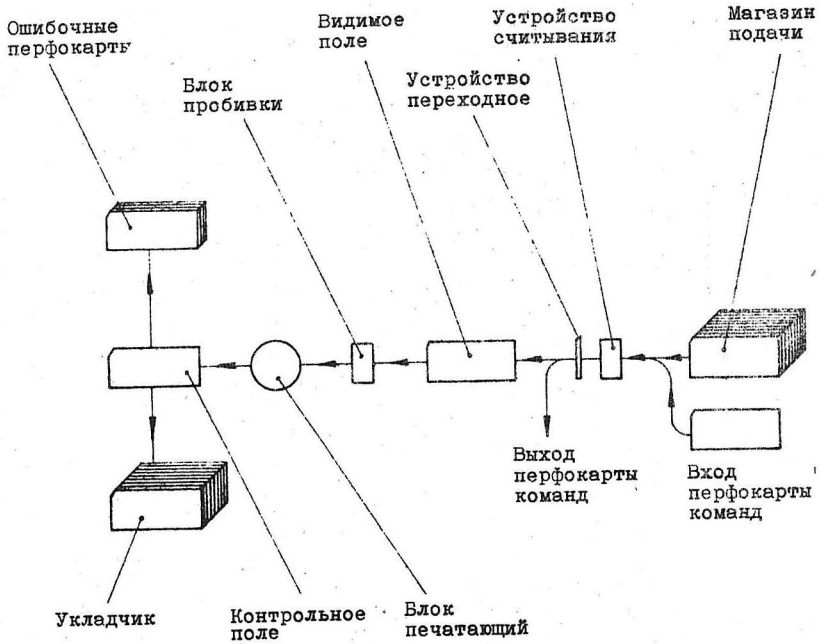 Ошибочные
перфокарты
Блок
пробивки
Видимое
поле
Устройство
переходное
Устройство
считывания
Магазин
подачи
Выход
перфокарты
команд
Вход
перфокарты
команд
Укладчик
Контрольное
поле
Блок
печатающий